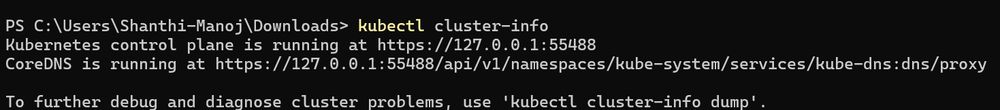 PS C:\Users\Shanthi-Manoj\Downloads> kubectl cluster-info
Kubernetes control plane is running at https://127.0.0.1:55488
CoreDNS is running at https://127.0.0.1:55488/api/v1/namespaces/kube-system/services/kube-dns:dns/proxy
To further debug and diagnose cluster problems, use 'kubectl cluster-info dump'.